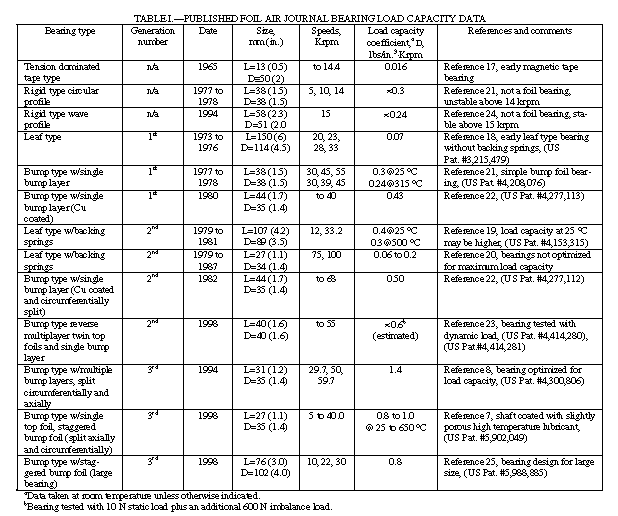 TABLE I.—PUBLISHED FOIL AIR JOURNAL BEARING LOAD CAPACITY DATA
Bearing type Generation number Date Size, mm (in.) Speeds, Krpm Load capacity coefficient,ᵃ D, lbs/in.³ Krpm References and comments
Tension dominated tape type n/a 1965 L=13 (0.5) D=50 (2) to 14.4 0.016 Reference 17, early magnetic tape bearing
Rigid type circular profile n/a 1977 to 1978 L=38 (1.5) D=38 (1.5) 5, 10, 14 ≈0.3 Reference 21, not a foil bearing, unstable above 14 krpm
Rigid type wave profile n/a 1994 L=58 (2.3) D=51 (2.0 15 ≈0.24 Reference 24, not a foil bearing, stable above 15 krpm
Leaf type 1ˢᵗ 1973 to 1976 L=150 (6) D=114 (4.5) 20, 23, 28, 33 0.07 Reference 18, early leaf type bearing without backing springs, (US Pat. #3,215,479)
Bump type w/single bump layer 1ˢᵗ 1977 to 1978 L=38 (1.5) D=38 (1.5) 30, 45, 55 30, 39, 45 0.3 @25 °C 0.24@315 °C Reference 21, simple bump foil bearing, (US Pat. #4,208,076)
Bump type w/single bump layer (Cu coated) 1ˢᵗ 1980 L=44 (1.7) D=35 (1.4) to 40 0.43 Reference 22, (US Pat. #4,277,113)
Leaf type w/backing springs 2ⁿᵈ 1979 to 1981 L=107 (4.2) D=89 (3.5) 12, 33.2 0.4@25 °C 0.3@500 °C Reference 19, load capacity at 25 °C may be higher, (US Pat. #4,153,315)
Leaf type w/backing springs 2ⁿᵈ 1979 to 1987 L=27 (1.1) D=34 (1.4) 75, 100 0.06 to 0.2 Reference 20, bearings not optimized for maximum load capacity
Bump type w/single bump layer (Cu coated and circumferentially split) 2ⁿᵈ 1982 L=44 (1.7) D=35 (1.4) to 68 0.50 Reference 22, (US Pat. #4,277,112)
Bump type reverse multiplayer twin top foils and single bump layer 2ⁿᵈ 1998 L=40 (1.6) D=40 (1.6) to 55 ≈0.6ᵇ (estimated) Reference 23, bearing tested with dynamic load, (US Pat.#4,414,280), (US Pat.#4,414,281)
Bump type w/multiple bump layers, split circumferentially and axially 3ʳᵈ 1994 L=31 (1.2) D=35 (1.4) 29.7, 50, 59.7 1.4 Reference 8, bearing optimized for load capacity, (US Pat. #4,300,806)
Bump type w/single top foil, staggered bump foil (split axially and circumferentially) 3ʳᵈ 1998 L=27 (1.1) D=35 (1.4) 5 to 40.0 0.8 to 1.0 @ 25 to 650 °C Reference 7, shaft coated with slightly porous high temperature lubricant, (US Pat. #5,902,049)
Bump type w/staggered bump foil (large bearing) 3ʳᵈ 1998 L=76 (3.0) D=102 (4.0) 10, 22, 30 0.8 Reference 25, bearing design for large size, (US Pat. #5,988,885)
ᵃData taken at room temperature unless otherwise indicated.
ᵇBearing tested with 10 N static load plus an additional 600 N imbalance load.